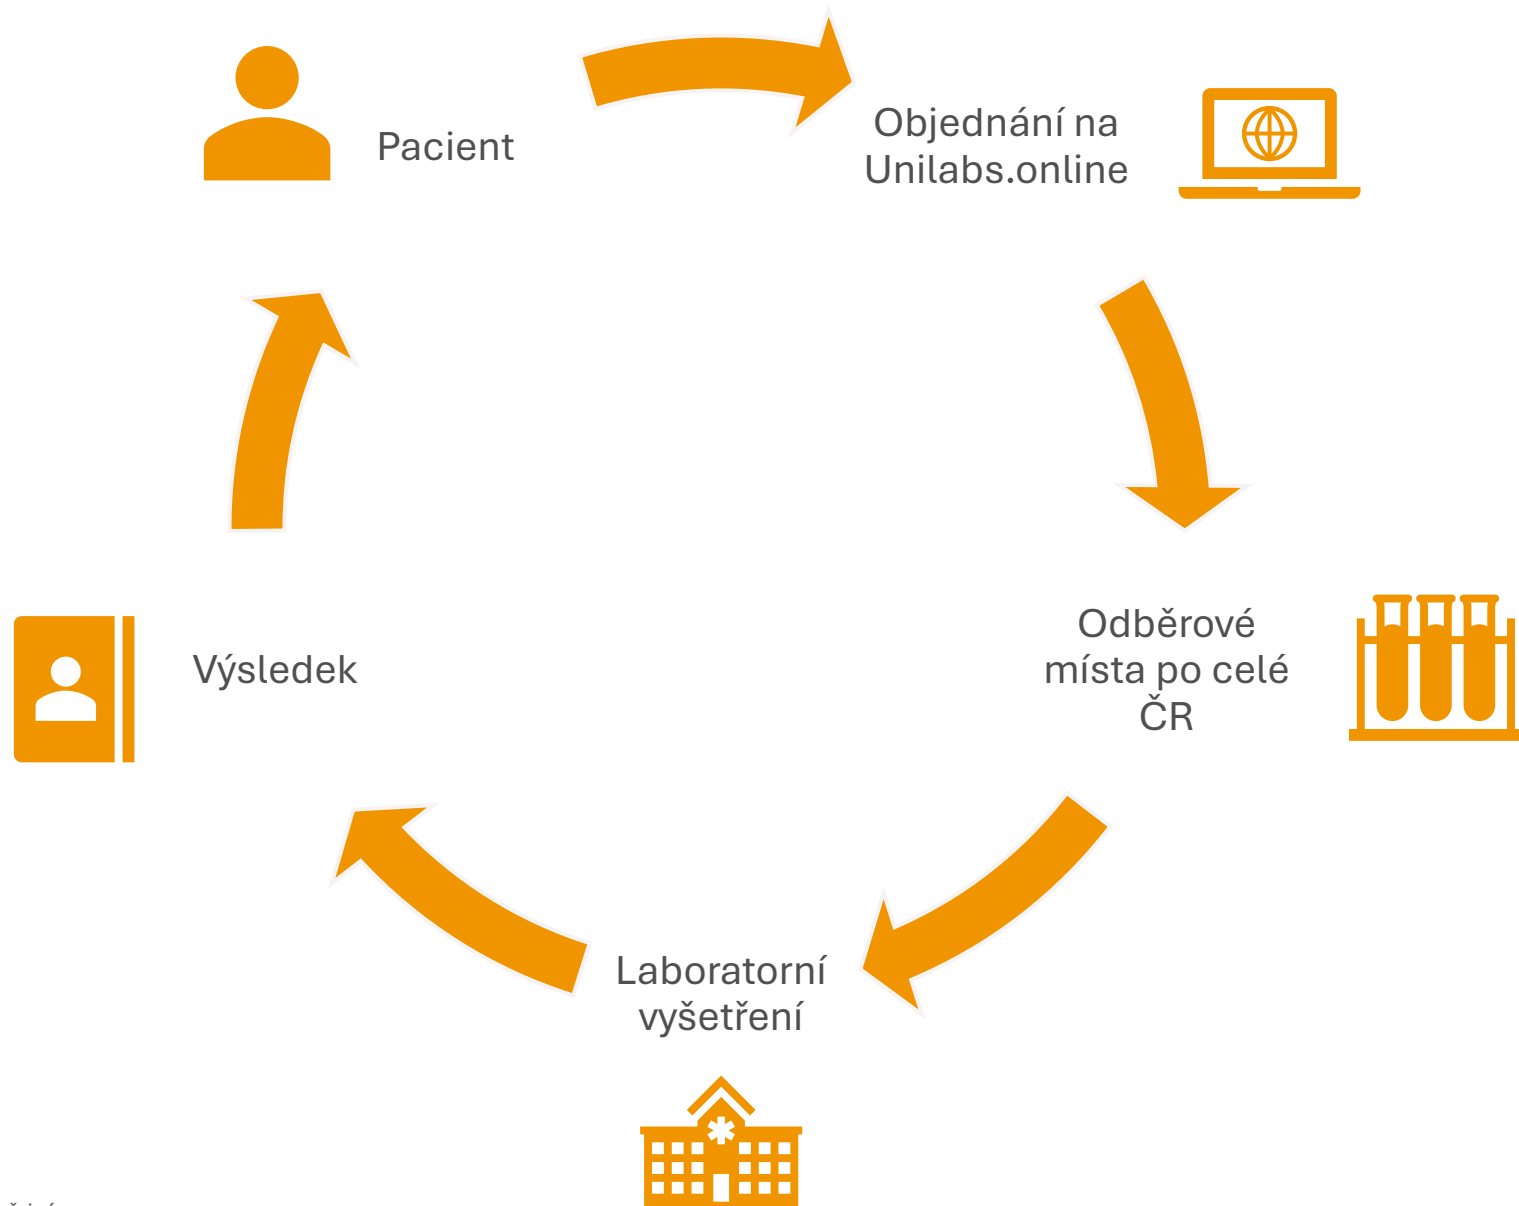 Pacient
Objednání na
Unilabs.online
Odběrové
místa po celé
ČR
Laboratorní
vyšetření
Výsledek